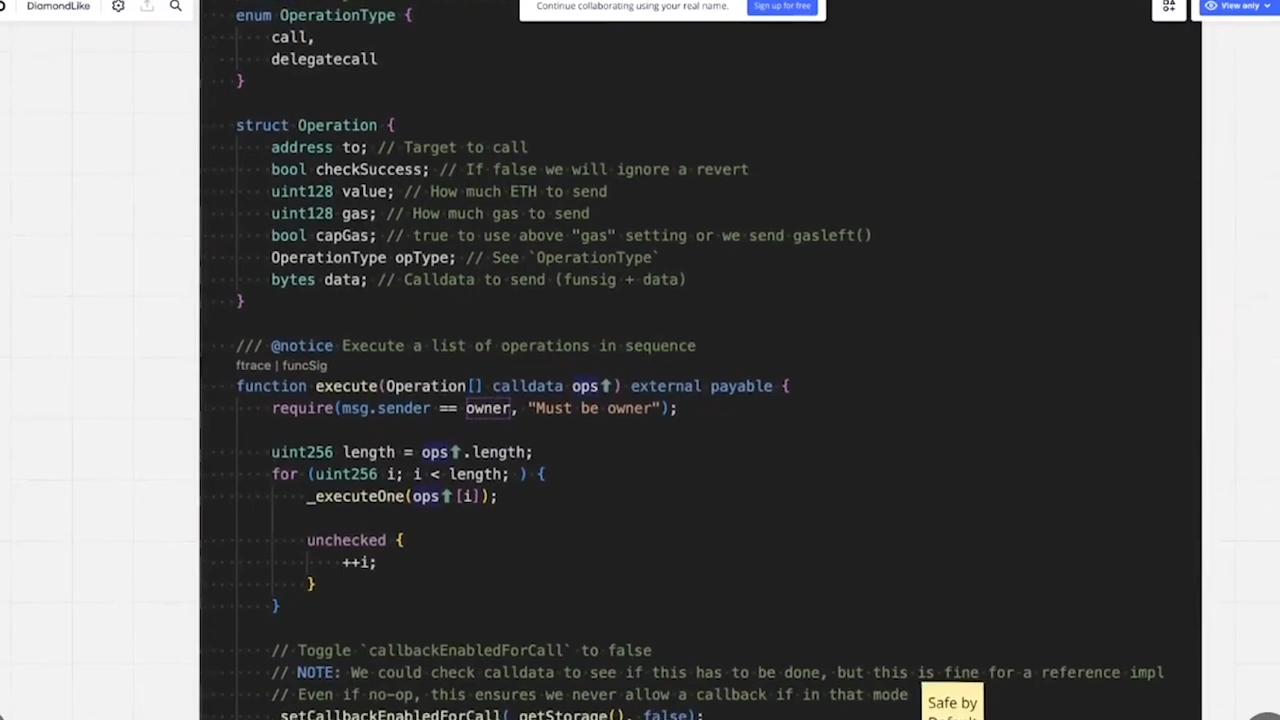 DiamondLike
Continue collaborating using your real name.
Sign up for free
View only
enum OperationType {
call,
delegatecall
}
struct Operation {
address to; // Target to call
bool checkSuccess; // If false we will ignore a revert
uint128 value; // How much ETH to send
uint128 gas; // How much gas to send
bool capGas; // true to use above "gas" setting or we send gasleft()
OperationType opType; // See `OperationType`
bytes data; // Calldata to send (funsig + data)
}
/// @notice Execute a list of operations in sequence
ftrace | funcSig
function execute(Operation[] calldata ops⬆) external payable {
require(msg.sender == owner, "Must be owner");
uint256 length = ops⬆.length;
for (uint256 i; i < length; ) {
_executeOne(ops⬆[i]);
unchecked {
++i;
}
}
// Toggle `callbackEnabledForCall` to false
// NOTE: We could check calldata to see if this has to be done, but this is fine for a reference impl
// Even if no-op, this ensures we never allow a callback if in that mode
_setCallbackEnabledForCall(_getStorage(), false);
Safe by
Default